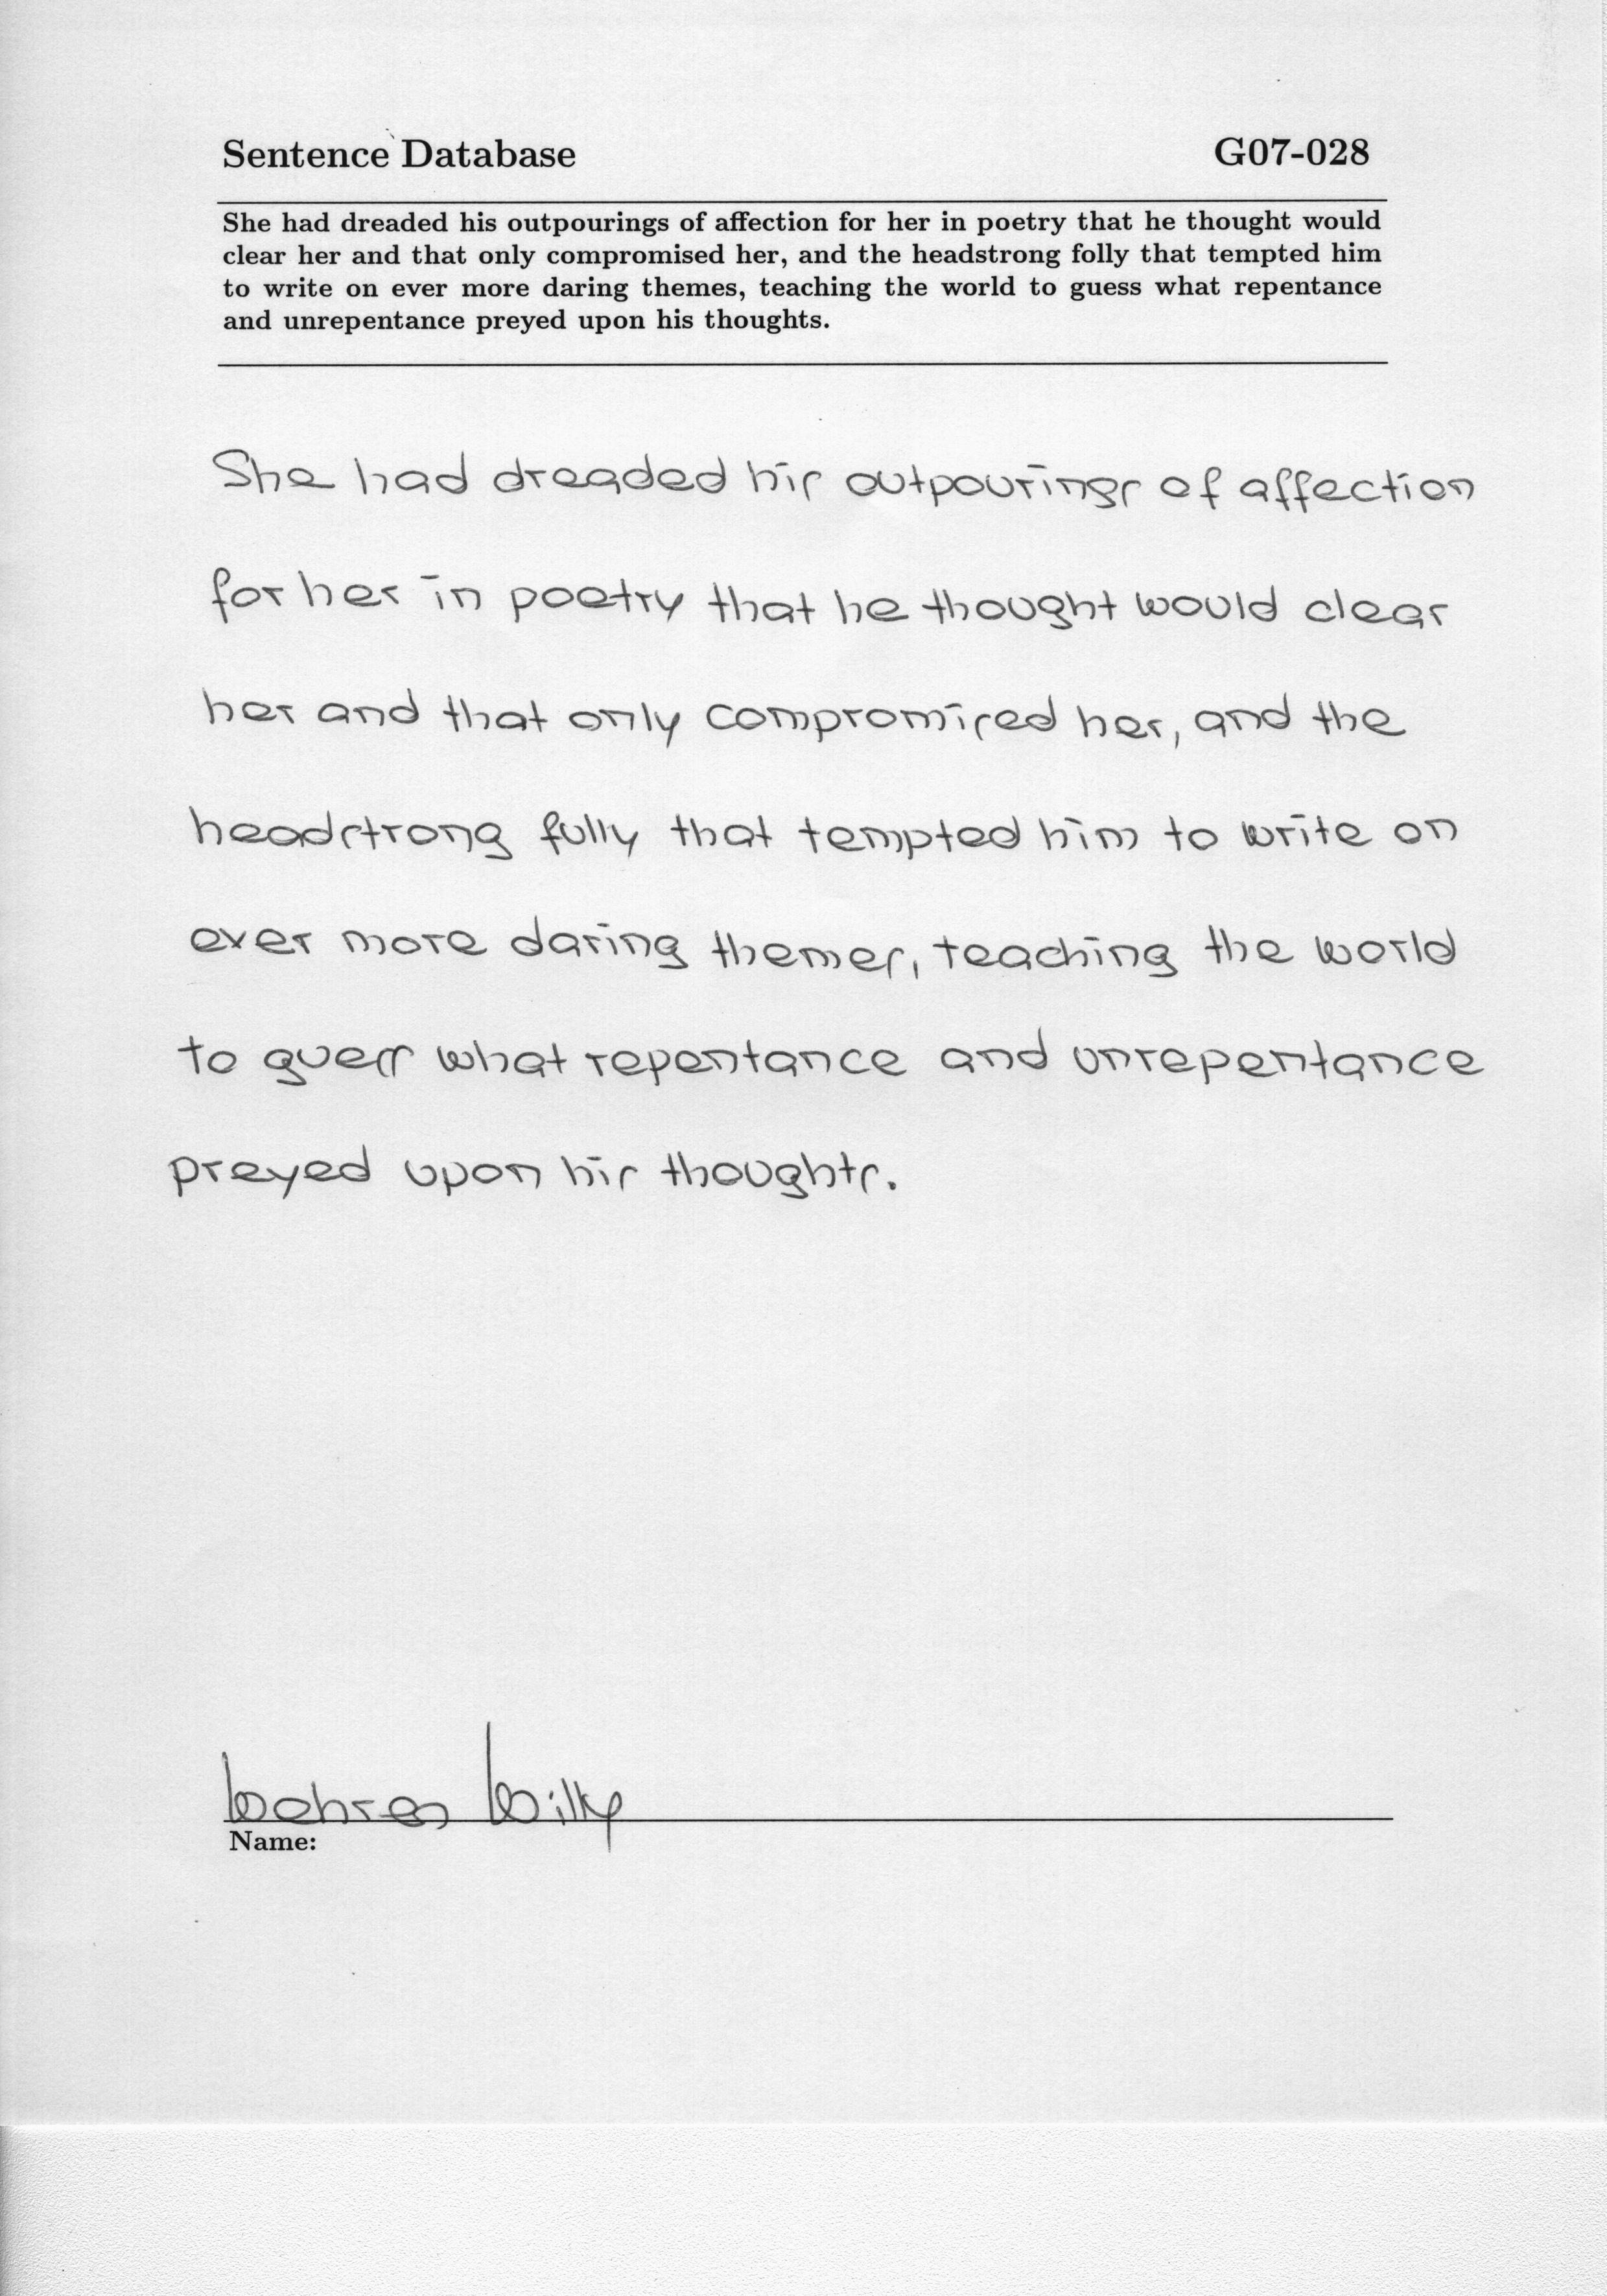 Sentence Database G07-028
She had dreaded his outpourings of affection for her in poetry that he thought would
clear her and that only compromised her, and the headstrong folly that tempted him
to write on ever more daring themes, teaching the world to guess what repentance
and unrepentance preyed upon his thoughts.
She had dreaded his outpourings of affection
for her in poetry that he thought would clear
her and that only compromised her, and the
headstrong fully that tempted him to write on
ever more daring themes, teaching the world
to guess what repentance and unrepentance
preyed upon his thoughts.
Willy
Name: